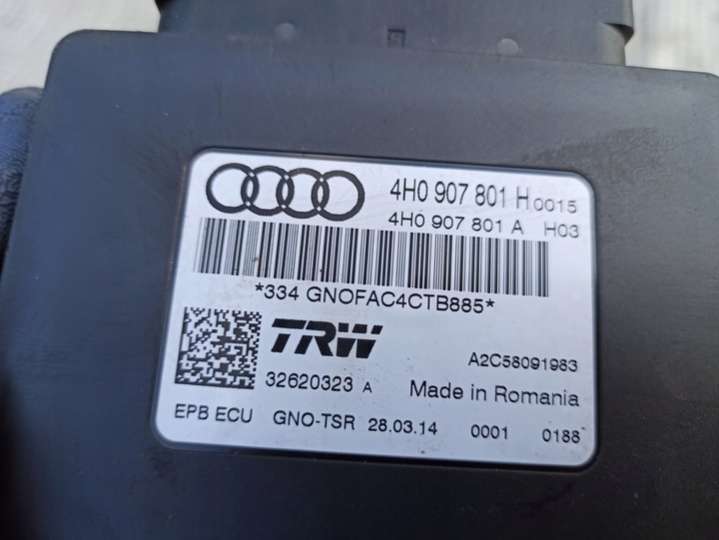 4H0 907 801 H 0015
4H0 907 801 A H03
*334 GNOFAC4CTB885*
TRW
A2C58091983
32620323 A
Made in Romania
EPB ECU GNO-TSR 28.03.14 0001 0188